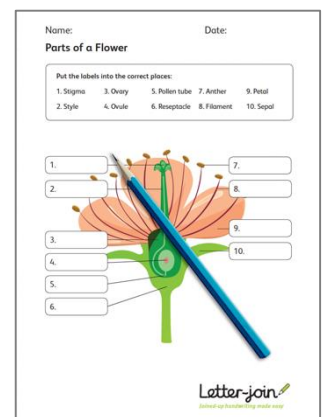 Name: Date:
Parts of a Flower
Put the labels into the correct places:
1. Stigma 3. Ovary 5. Pollen tube 7. Anther 9. Petal
2. Style 4. Ovule 6. Receptacle 8. Filament 10. Sepal
1. 7.
2. 8.
3. 9.
4. 10.
5.
6.
Letter-join
Joined-up handwriting made easy